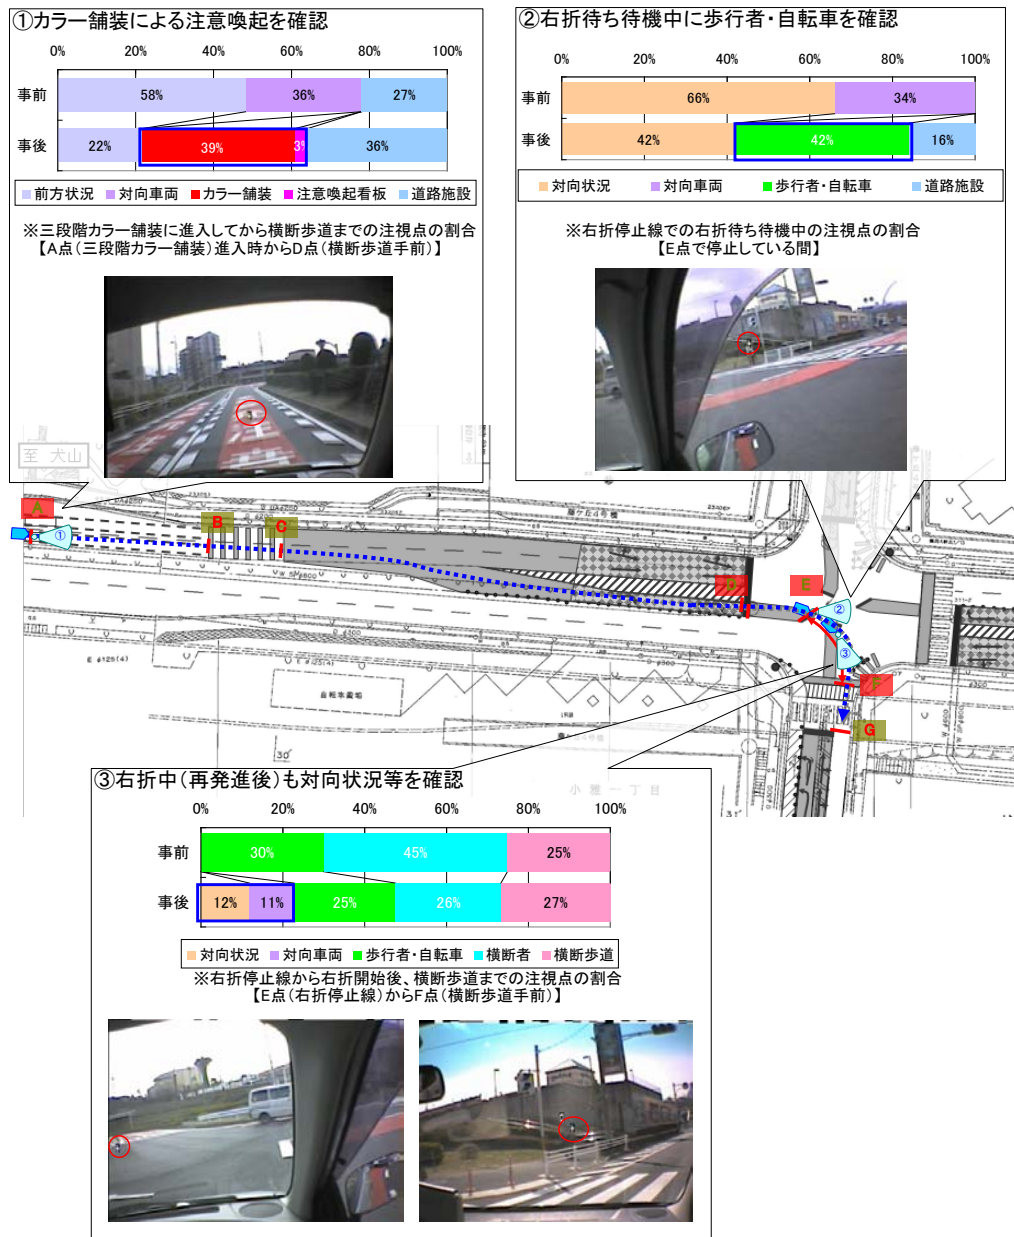 ①カラー舗装による注意喚起を確認
0% 20% 40% 60% 80% 100%
事前 58% 36% 27%
事後 22% 39% 3% 36%
前方状況 対向車両 カラー舗装 注意喚起看板 道路施設
※三段階カラー舗装に進入してから横断歩道までの注視点の割合
【A点(三段階カラー舗装)進入時からD点(横断歩道手前)】
②右折待ち待機中に歩行者・自転車を確認
0% 20% 40% 60% 80% 100%
事前 66% 34%
事後 42% 42% 16%
対向状況 対向車両 歩行者・自転車 道路施設
※右折停止線での右折待ち待機中の注視点の割合
【E点で停止している間】
至 犬山
A
B
C
D
E
F
G
①
②
③
自転車置場
小雅一丁目
30'
31'
③右折中(再発進後)も対向状況等を確認
0% 20% 40% 60% 80% 100%
事前 30% 45% 25%
事後 12% 11% 25% 26% 27%
対向状況 対向車両 歩行者・自転車 横断者 横断歩道
※右折停止線から右折開始後、横断歩道までの注視点の割合
【E点(右折停止線)からF点(横断歩道手前)】